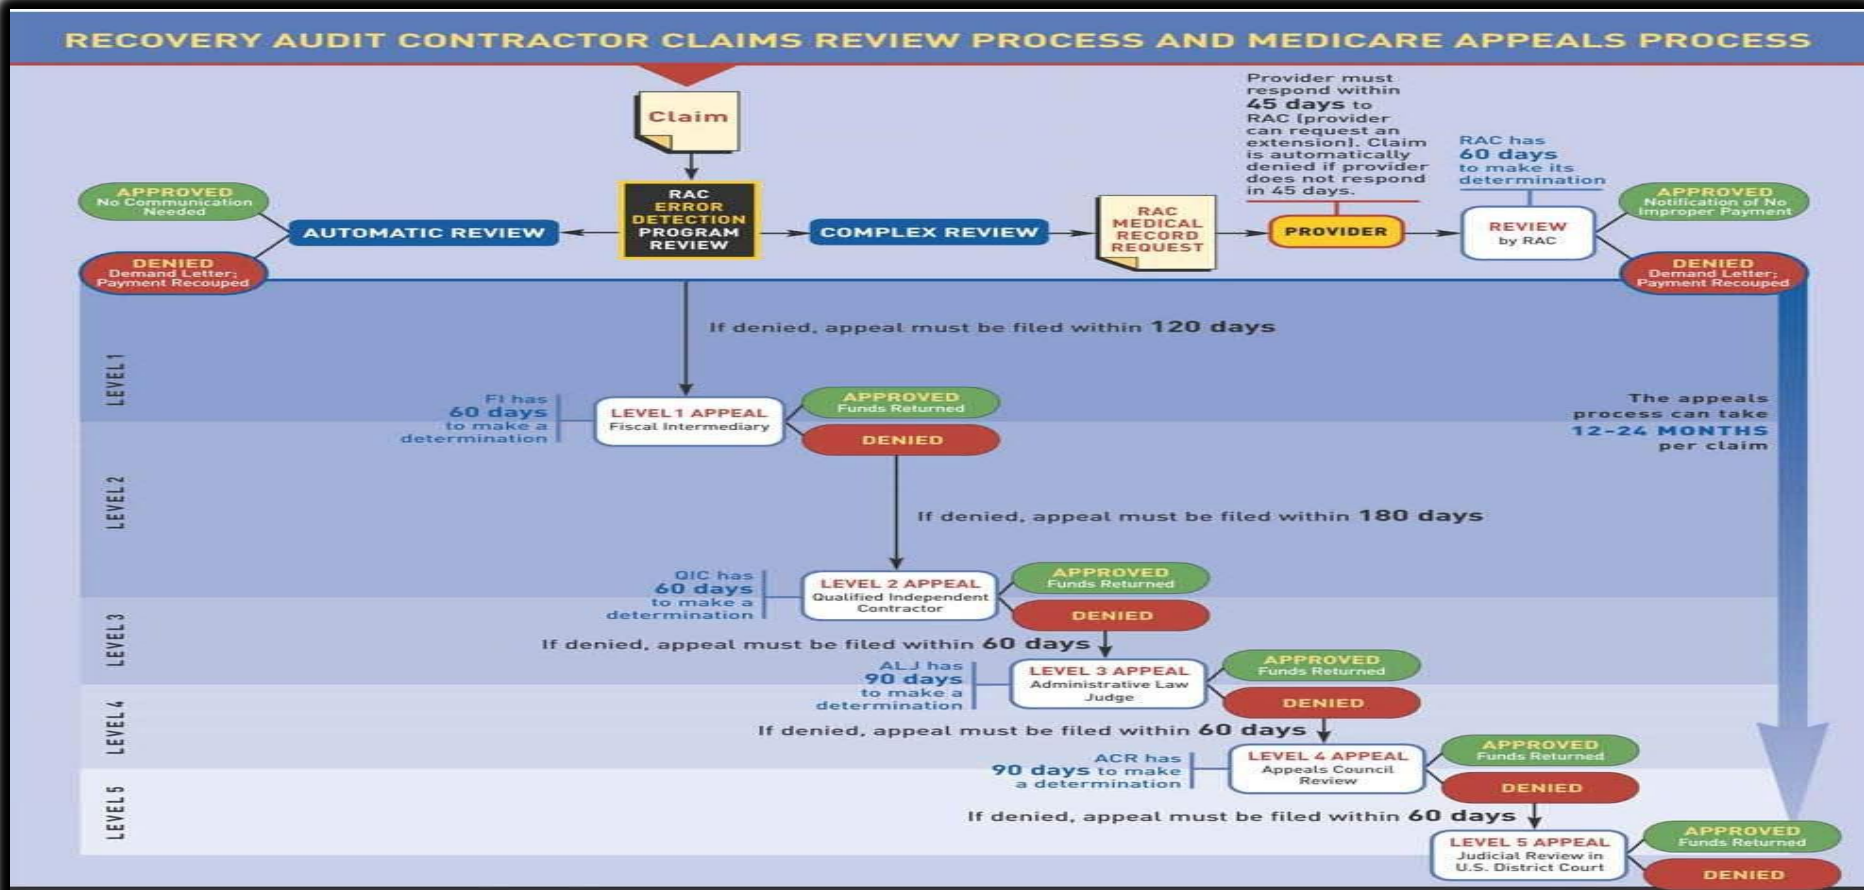 RECOVERY AUDIT CONTRACTOR CLAIMS REVIEW PROCESS AND MEDICARE APPEALS PROCESS
Claim
Provider must
respond within
45 days to
RAC (provider
can request an
extension). Claim
is automatically
denied if provider
does not respond
in 45 days.
RAC has
60 days
to make its
determination
APPROVED
No Communication
Needed
DENIED
Demand Letter;
Payment Recouped
AUTOMATIC REVIEW
RAC
ERROR
DETECTION
PROGRAM
REVIEW
COMPLEX REVIEW
RAC
MEDICAL
RECORD
REQUEST
PROVIDER
REVIEW
by RAC
APPROVED
Notification of No
Improper Payment
DENIED
Demand Letter;
Payment Recouped
LEVEL 1
If denied, appeal must be filed within 120 days
FI has
60 days
to make a
determination
LEVEL 1 APPEAL
Fiscal Intermediary
APPROVED
Funds Returned
DENIED
The appeals
process can take
12-24 MONTHS
per claim
LEVEL 2
If denied, appeal must be filed within 180 days
QIC has
60 days
to make a
determination
LEVEL 2 APPEAL
Qualified Independent
Contractor
APPROVED
Funds Returned
DENIED
LEVEL 3
If denied, appeal must be filed within 60 days
ALJ has
90 days
to make a
determination
LEVEL 3 APPEAL
Administrative Law
Judge
APPROVED
Funds Returned
DENIED
LEVEL 4
If denied, appeal must be filed within 60 days
ACR has
90 days to make
a determination
LEVEL 4 APPEAL
Appeals Council
Review
APPROVED
Funds Returned
DENIED
LEVEL 5
If denied, appeal must be filed within 60 days
LEVEL 5 APPEAL
Judicial Review in
U.S. District Court
APPROVED
Funds Returned
DENIED